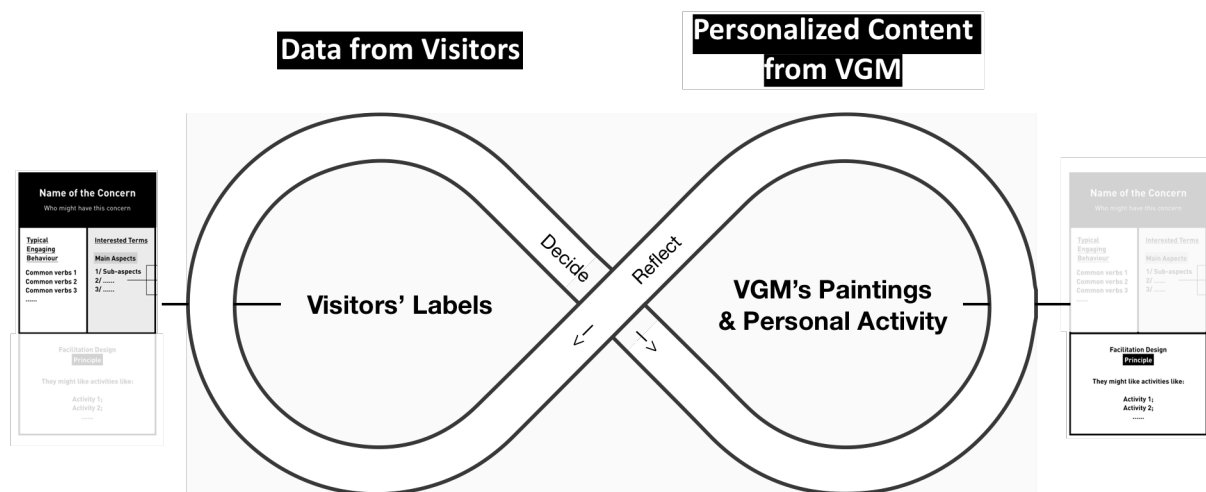 Data from Visitors
Personalized Content
from VGM
Name of the Concern
Who might have this concern
Typical
Engaging
Behaviour
Common verbs 1
Common verbs 2
Common verbs 3
......
Interested Terms
Main Aspects
1/ Sub-aspects
2/ ......
3/ ......
Facilitation Design
Principle
They might like activities like:
Activity 1;
Activity 2;
......
Visitors' Labels
Decide
Reflect
VGM's Paintings
& Personal Activity
Name of the Concern
Who might have this concern
Typical
Engaging
Behaviour
Common verbs 1
Common verbs 2
Common verbs 3
......
Interested Terms
Main Aspects
1/ Sub-aspects
2/ ......
3/ ......
Facilitation Design
Principle
They might like activities like:
Activity 1;
Activity 2;
......